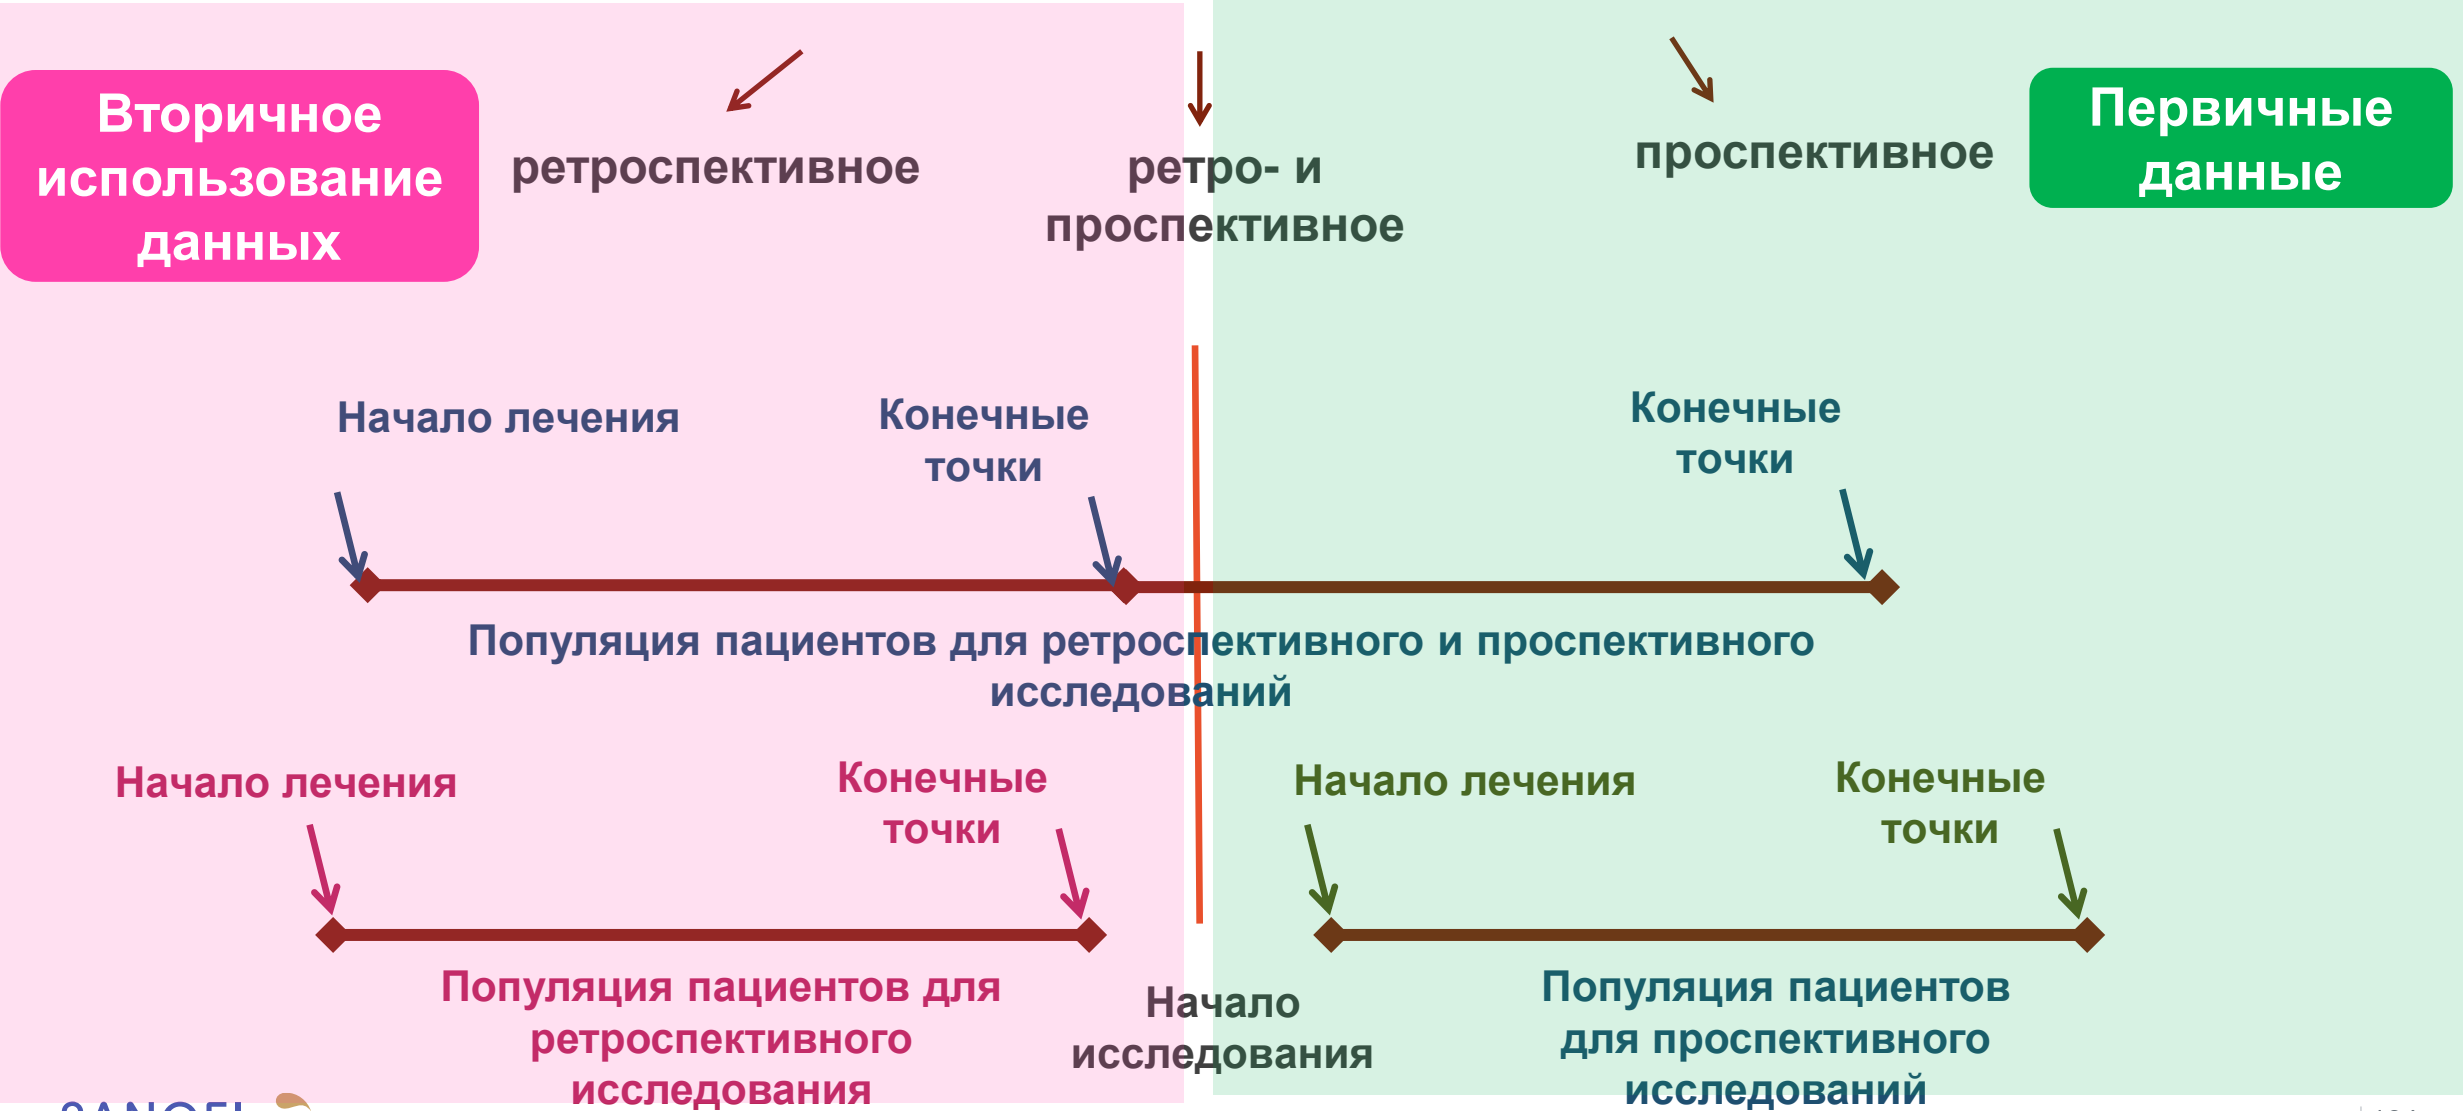 Вторичное
использование
данных
ретроспективное
ретро- и
проспективное
проспективное
Первичные
данные
Начало лечения
Конечные
точки
Конечные
точки
Популяция пациентов для ретроспективного и проспективного
исследований
Начало лечения
Конечные
точки
Начало лечения
Конечные
точки
Популяция пациентов для
ретроспективного
исследования
Начало
исследования
Популяция пациентов
для проспективного
исследований
SANOFI